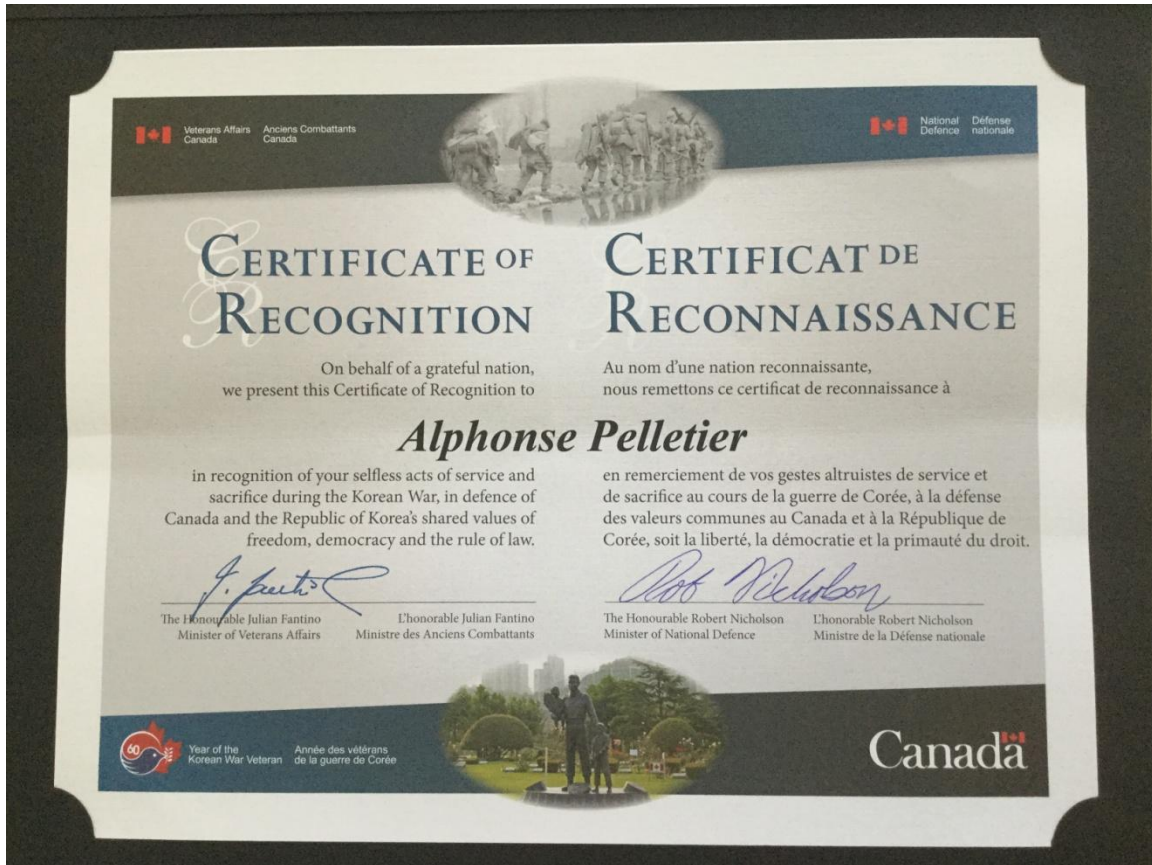 Veterans Affairs Anciens Combattants
Canada Canada
National Défense
Defence nationale
CERTIFICATE OF
RECOGNITION
On behalf of a grateful nation,
we present this Certificate of Recognition to
CERTIFICAT DE
RECONNAISSANCE
Au nom d'une nation reconnaissante,
nous remettons ce certificat de reconnaissance à
Alphonse Pelletier
in recognition of your selfless acts of service and
sacrifice during the Korean War, in defence of
Canada and the Republic of Korea's shared values of
freedom, democracy and the rule of law.
en remerciement de vos gestes altruistes de service et
de sacrifice au cours de la guerre de Corée, à la défense
des valeurs communes au Canada et à la République de
Corée, soit la liberté, la démocratie et la primauté du droit.
J. Fantino
The Honourable Julian Fantino
Minister of Veterans Affairs
L'honorable Julian Fantino
Ministre des Anciens Combattants
Rob Nicholson
The Honourable Robert Nicholson
Minister of National Defence
L'honorable Robert Nicholson
Ministre de la Défense nationale
60
Year of the
Korean War Veteran
Année des vétérans
de la guerre de Corée
Canada